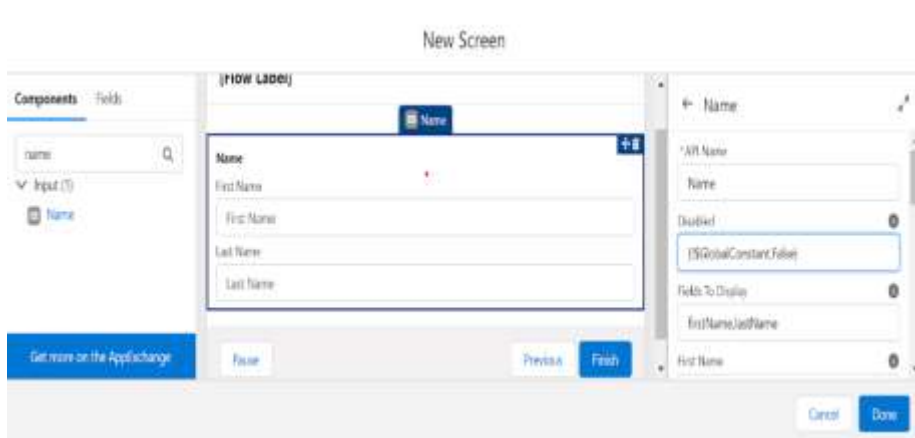 New Screen
Components Fields
name
Input (1)
Name
Get more on the AppExchange
[Flow Label]
Name
Name
First Name
First Name
Last Name
Last Name
Pause
Previous
Finish
Name
*API Name
Name
Disabled
{!$GlobalConstant.False}
Fields To Display
firstName,lastName
First Name
Cancel
Done